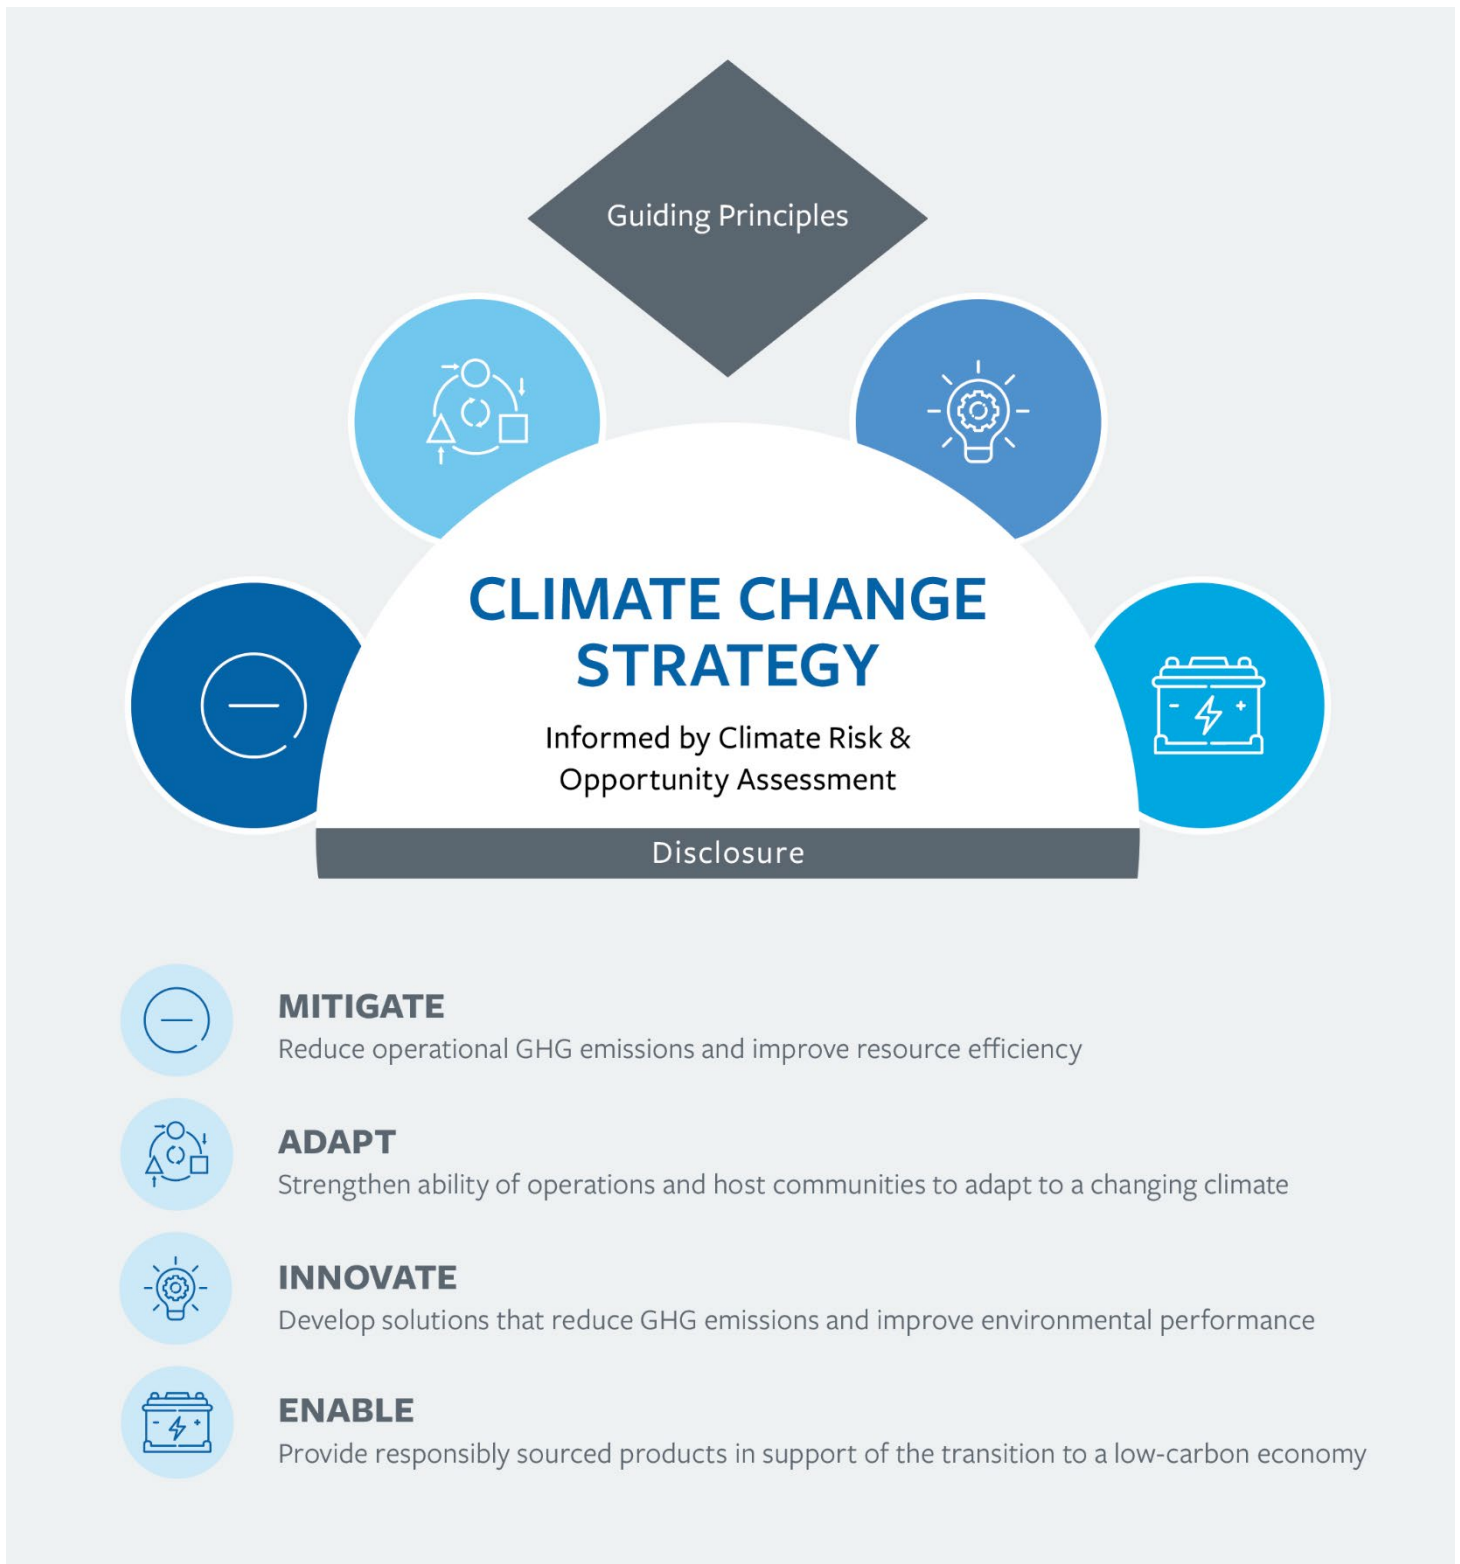 Guiding Principles
CLIMATE CHANGE
STRATEGY
Informed by Climate Risk &
Opportunity Assessment
Disclosure
MITIGATE
Reduce operational GHG emissions and improve resource efficiency
ADAPT
Strengthen ability of operations and host communities to adapt to a changing climate
INNOVATE
Develop solutions that reduce GHG emissions and improve environmental performance
ENABLE
Provide responsibly sourced products in support of the transition to a low-carbon economy